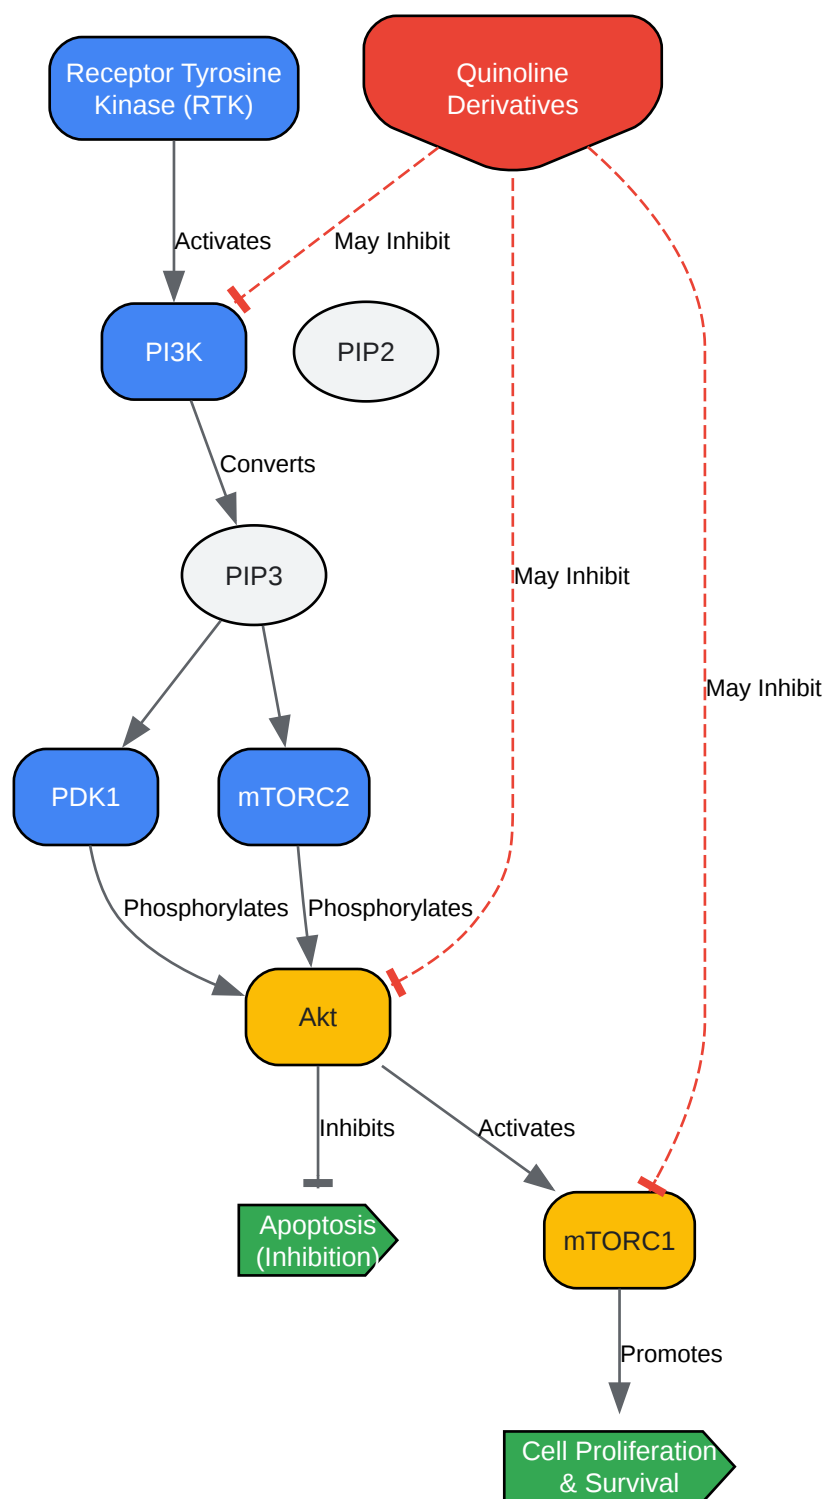 Receptor Tyrosine
Kinase (RTK)
Quinoline
Derivatives
Activates
May Inhibit
PI3K
PIP2
Converts
PIP3
May Inhibit
May Inhibit
PDK1
mTORC2
Phosphorylates
Phosphorylates
Akt
Inhibits
Activates
Apoptosis
(Inhibition)
mTORC1
Promotes
Cell Proliferation
& Survival